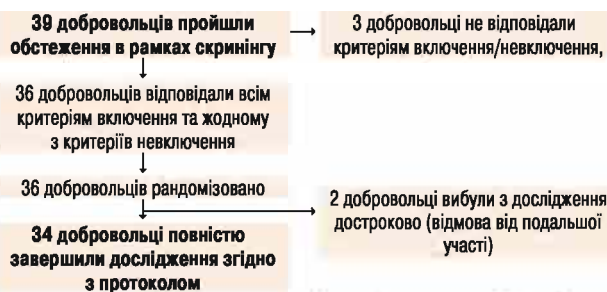 39 добровольців пройшли
обстеження в рамках скринінгу
3 добровольці не відповідали
критеріям включення/невключення,
36 добровольців відповідали всім
критеріям включення та жодному
з критеріїв невключення
36 добровольців рандомізовано
2 добровольці вибули з дослідження
достроково (відмова від подальшої
участі)
34 добровольці повністю
завершили дослідження згідно
з протоколом